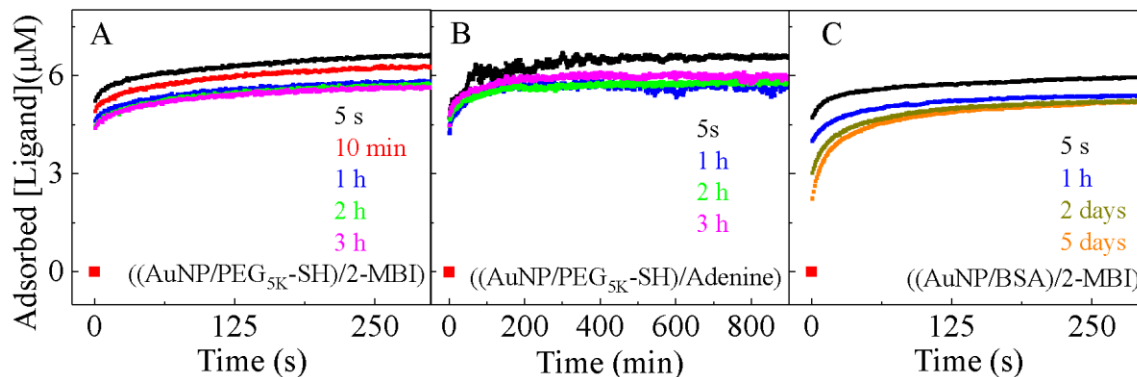 Adsorbed [Ligand](μM)
6
3
0
A
5 s
10 min
1 h
2 h
3 h
((AuNP/PEG5K-SH)/2-MBI)
0 125 250
Time (s)
B
5s
1 h
2 h
3 h
((AuNP/PEG5K-SH)/Adenine)
0 200 400 600 800
Time (min)
C
5 s
1 h
2 days
5 days
((AuNP/BSA)/2-MBI)
0 125 250
Time (s)